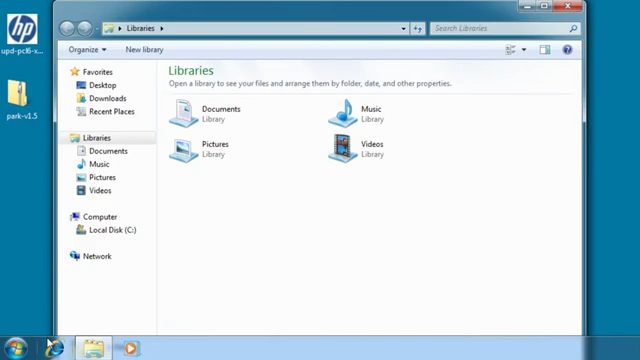 hp
upd-pcl6-x...
park-v1.5
Libraries
Search Libraries
Organize
New library
Favorites
Desktop
Downloads
Recent Places
Libraries
Documents
Music
Pictures
Videos
Computer
Local Disk (C:)
Network
Libraries
Open a library to see your files and arrange them by folder, date, and other properties.
Documents
Library
Music
Library
Pictures
Library
Videos
Library